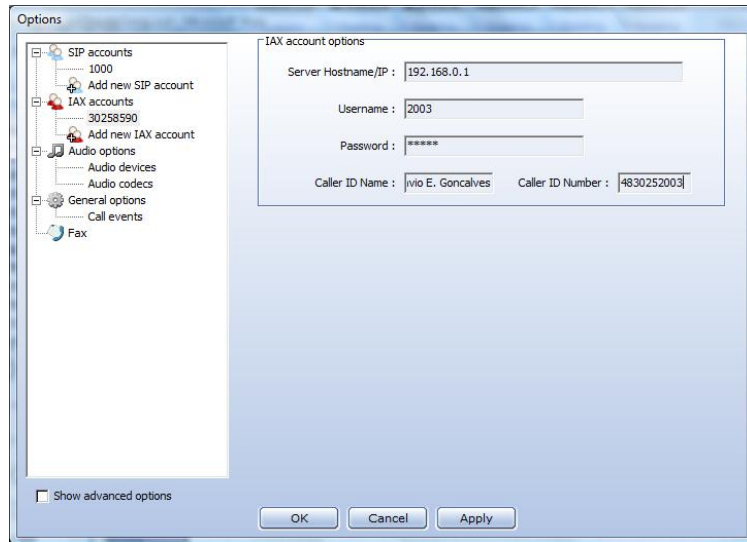 Options
SIP accounts
1000
Add new SIP account
IAX accounts
30258590
Add new IAX account
Audio options
Audio devices
Audio codecs
General options
Call events
Fax
Show advanced options
IAX account options
Server Hostname/IP : 192.168.0.1
Username : 2003
Password : *****
Caller ID Name : vio E. Goncalves Caller ID Number : 4830252003
OK Cancel Apply